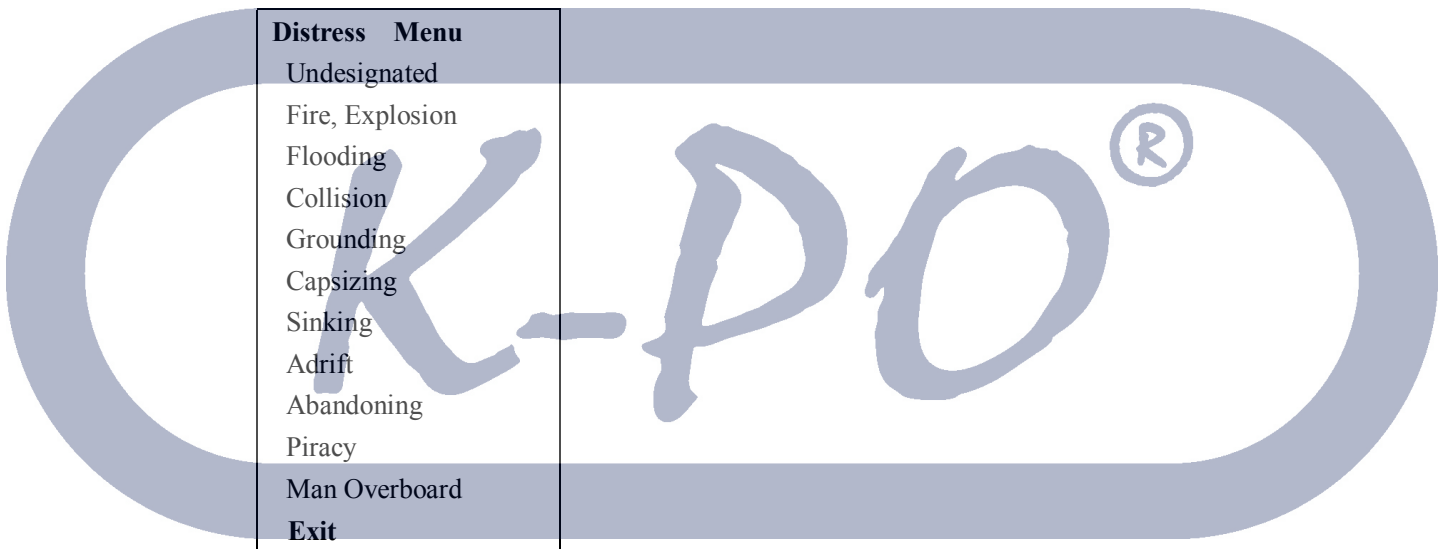 Distress Menu
Undesignated
Fire, Explosion
Flooding
Collision
Grounding
Capsizing
Sinking
Adrift
Abandoning
Piracy
Man Overboard
Exit
K-PO®